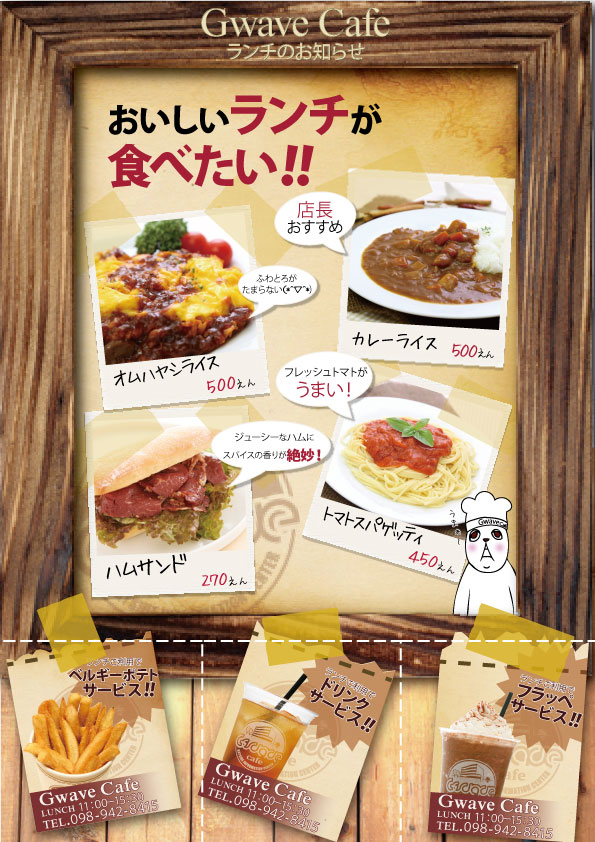 Gwave Cafe
ランチのお知らせ
おいしいランチが
食べたい!!
店長
おすすめ
ふわとろが
たまらない(*^▽^*)
オムハヤシライス
500えん
カレーライス 500えん
フレッシュトマトが
うまい!
ジューシーなハムに
スパイスの香りが絶妙!
ハムサンド
270えん
トマトスパゲッティ
450えん
Gwave
ランチご利用で
ベルギーポテト
サービス!!
Gwave Cafe
LUNCH 11:00~15:30
TEL.098-942-8415
ランチご利用で
ドリンク
サービス!!
Cafe
Gwave Cafe
LUNCH 11:00~15:30
TEL.098-942-8415
ランチご利用で
フラッペ
サービス!!
Gwave Cafe
LUNCH 11:00~15:30
TEL.098-942-8415